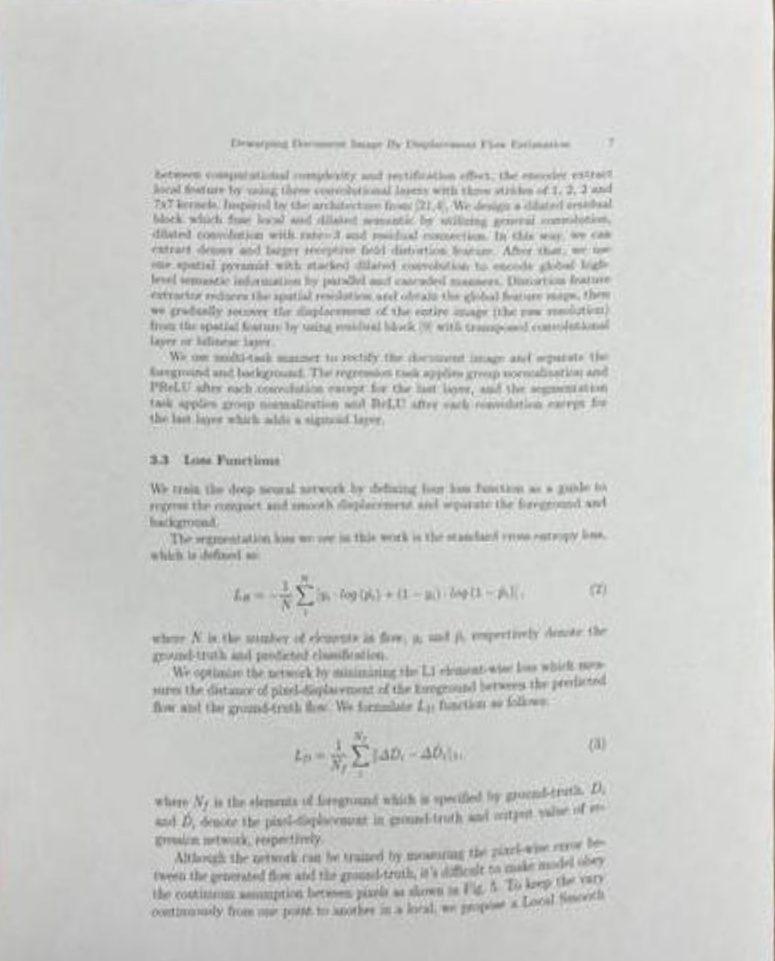 Dewarping Document Image By Displacement Flow Estimation 7
between computational complexity and rectification effect, the encoder extract
local feature by using three convolutional layers with three strides of 1, 2, 2 and
7x7 kernels. Inspired by the architecture from [21,4], We design a dilated residual
block which fuse local and dilated semantic by utilizing general convolution,
dilated convolution with rate=3 and residual connection. In this way, we can
extract denser and larger receptive field distortion feature. After that, we use
one spatial pyramid with stacked dilated convolution to encode global high-
level semantic information by parallel and cascaded manners. Distortion feature
extractor reduces the spatial resolution and obtain the global feature maps, then
we gradually recover the displacement of the entire image (the raw resolution)
from the spatial feature by using residual block [9] with transposed convolutional
layer or bilinear layer.
We use multi-task manner to rectify the document image and separate the
foreground and background. The regression task applies group normalization and
PReLU after each convolution except for the last layer, and the segmentation
task applies group normalization and ReLU after each convolution except for
the last layer which adds a sigmoid layer.
3.3 Loss Functions
We train the deep neural network by defining four loss function as a guide to
regress the compact and smooth displacement and separate the foreground and
background.
The segmentation loss we use in this work is the standard cross entropy loss,
which is defined as:
L_B = -1/N ∑_i^N [y_i · log(p̂_i) + (1 - y_i) · log(1 - p̂_i)], (2)
where N is the number of elements in flow, y_i and p̂_i respectively denote the
ground-truth and predicted classification.
We optimize the network by minimizing the L1 element-wise loss which mea-
sures the distance of pixel-displacement of the foreground between the predicted
flow and the ground-truth flow. We formulate L_D function as follows:
L_D = 1/N_f ∑_i^{N_f} ||ΔD_i - ΔD̂_i||_1, (3)
where N_f is the elements of foreground which is specified by ground-truth. D_i
and D̂_i denote the pixel-displacement in ground-truth and output value of re-
gression network, respectively.
Although the network can be trained by measuring the pixel-wise error be-
tween the generated flow and the ground-truth, it's difficult to make model obey
the continuum assumption between pixels as shown in Fig. 5. To keep the vary
continuously from one point to another in a local, we propose a Local Smooth